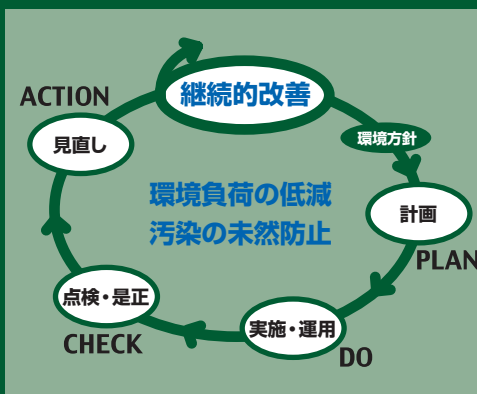 継続的改善
ACTION
見直し
環境方針
環境負荷の低減
汚染の未然防止
計画
PLAN
点検・是正
CHECK
実施・運用
DO